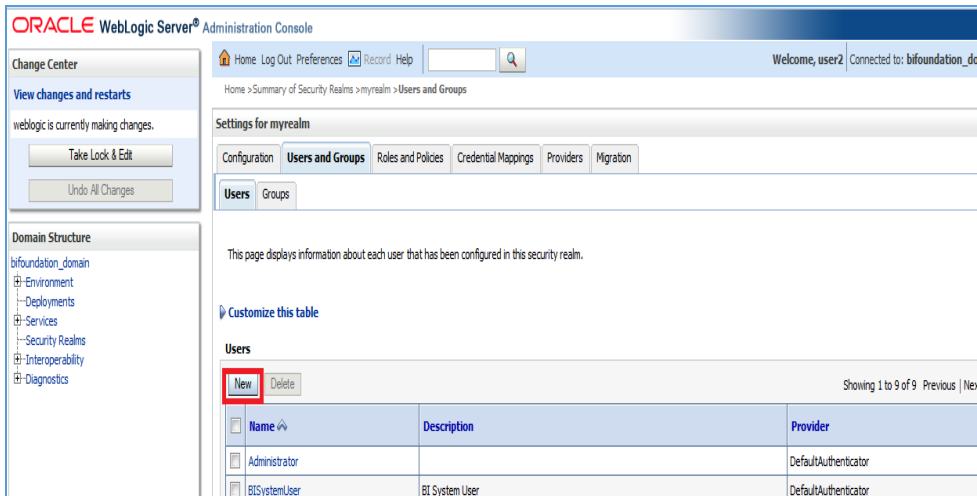 ORACLE WebLogic Server® Administration Console
Change Center
View changes and restarts
weblogic is currently making changes.
Take Lock & Edit
Undo All Changes
Domain Structure
bifoundation_domain
Environment
Deployments
Services
Security Realms
Interoperability
Diagnostics
Home Log Out Preferences Record Help
Welcome, user2 Connected to: bifoundation_do
Home >Summary of Security Realms >myrealm >Users and Groups
Settings for myrealm
Configuration Users and Groups Roles and Policies Credential Mappings Providers Migration
Users Groups
This page displays information about each user that has been configured in this security realm.
Customize this table
Users
New Delete Showing 1 to 9 of 9 Previous | Nex
Name Description Provider
Administrator DefaultAuthenticator
BISystemUser BI System User DefaultAuthenticator